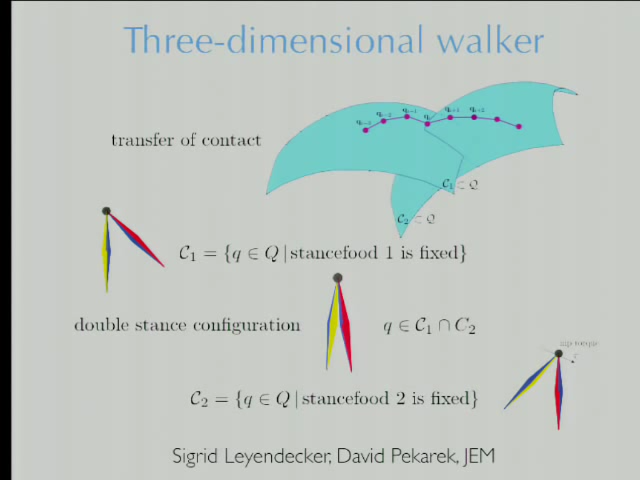 Three-dimensional walker
transfer of contact
C₁ ⊂ Q
C₂ ⊂ Q
C₁ = {q ∈ Q | stancefood 1 is fixed}
double stance configuration
q ∈ C₁ ∩ C₂
C₂ = {q ∈ Q | stancefood 2 is fixed}
Sigrid Leyendecker, David Pekarek, JEM